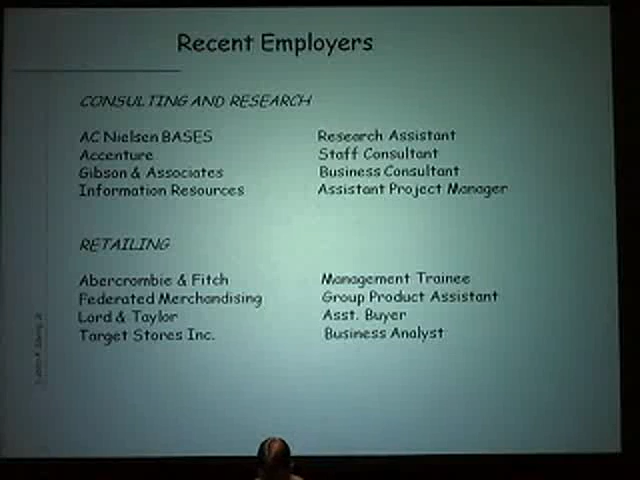 Recent Employers
CONSULTING AND RESEARCH
AC Nielsen BASES Research Assistant
Accenture Staff Consultant
Gibson & Associates Business Consultant
Information Resources Assistant Project Manager
RETAILING
Abercrombie & Fitch Management Trainee
Federated Merchandising Group Product Assistant
Lord & Taylor Asst. Buyer
Target Stores Inc. Business Analyst